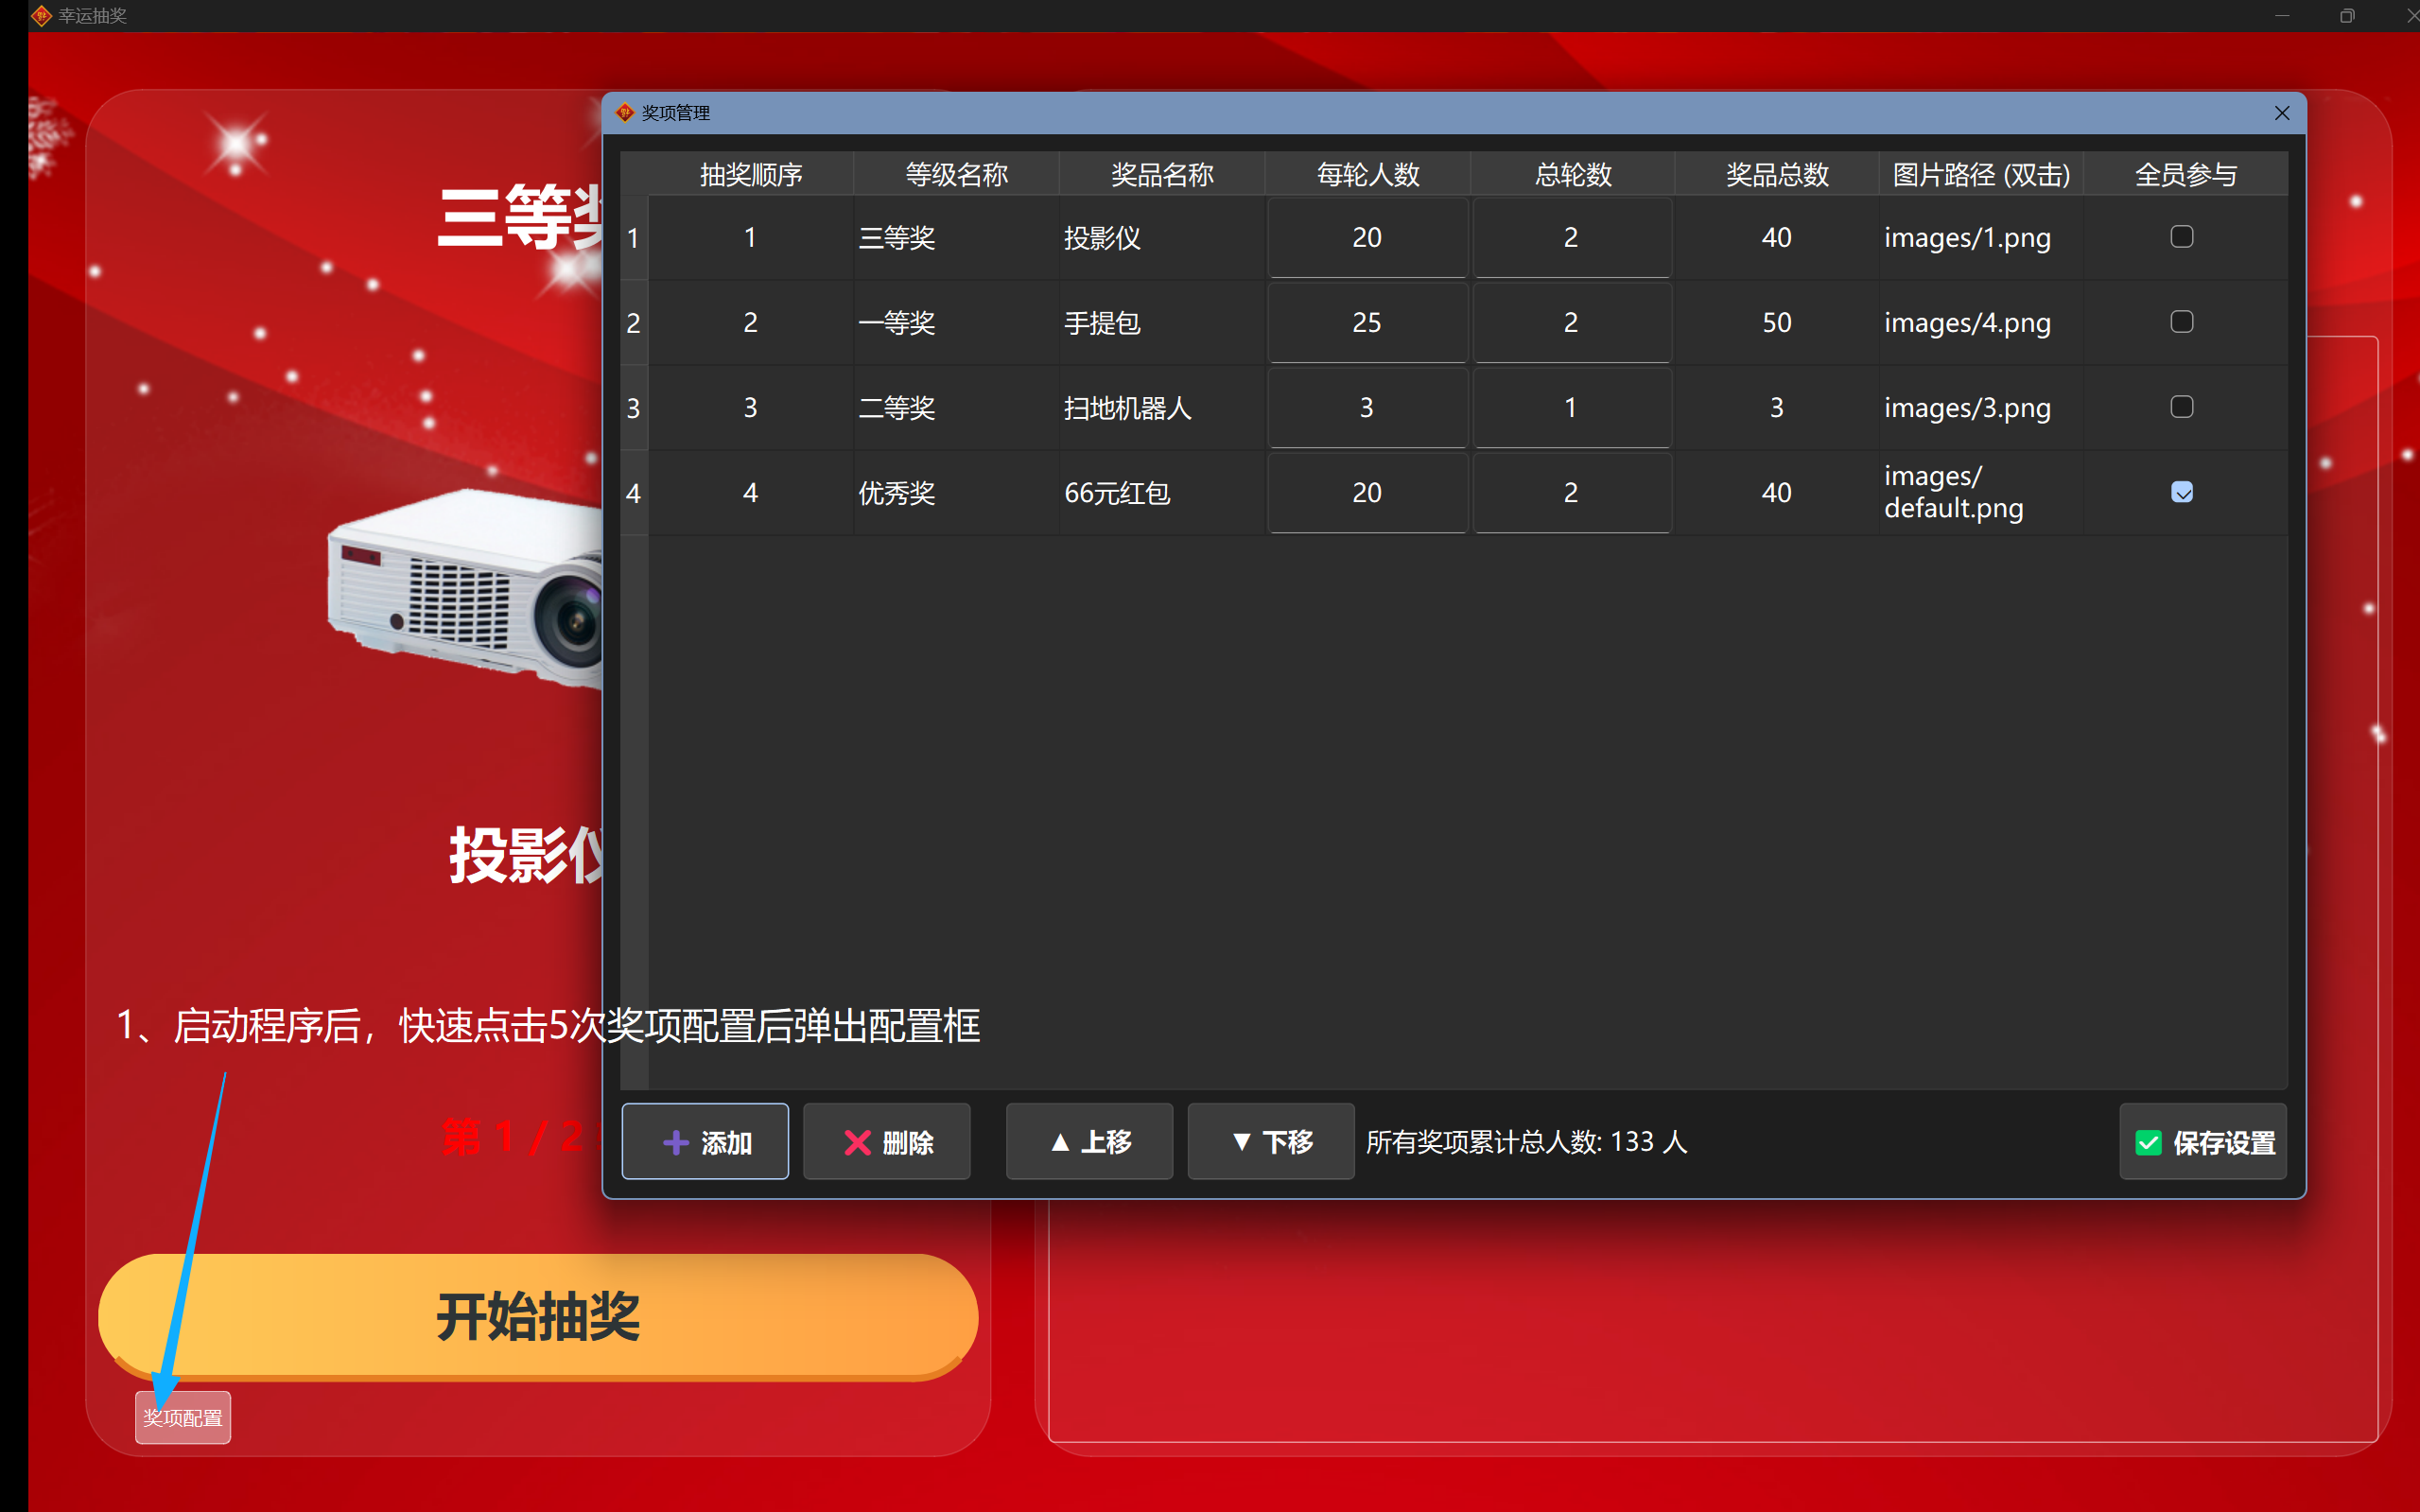 幸运抽奖
奖项管理
抽奖顺序 等级名称 奖品名称 每轮人数 总轮数 奖品总数 图片路径 (双击) 全员参与
1 1 三等奖 投影仪 20 2 40 images/1.png
2 2 一等奖 手提包 25 2 50 images/4.png
3 3 二等奖 扫地机器人 3 1 3 images/3.png
4 4 优秀奖 66元红包 20 2 40 images/
default.png
三等奖
投影仪
1、启动程序后，快速点击5次奖项配置后弹出配置框
第 1 / 2
添加 删除 ▲ 上移 ▼ 下移 所有奖项累计总人数: 133 人 保存设置
开始抽奖
奖项配置